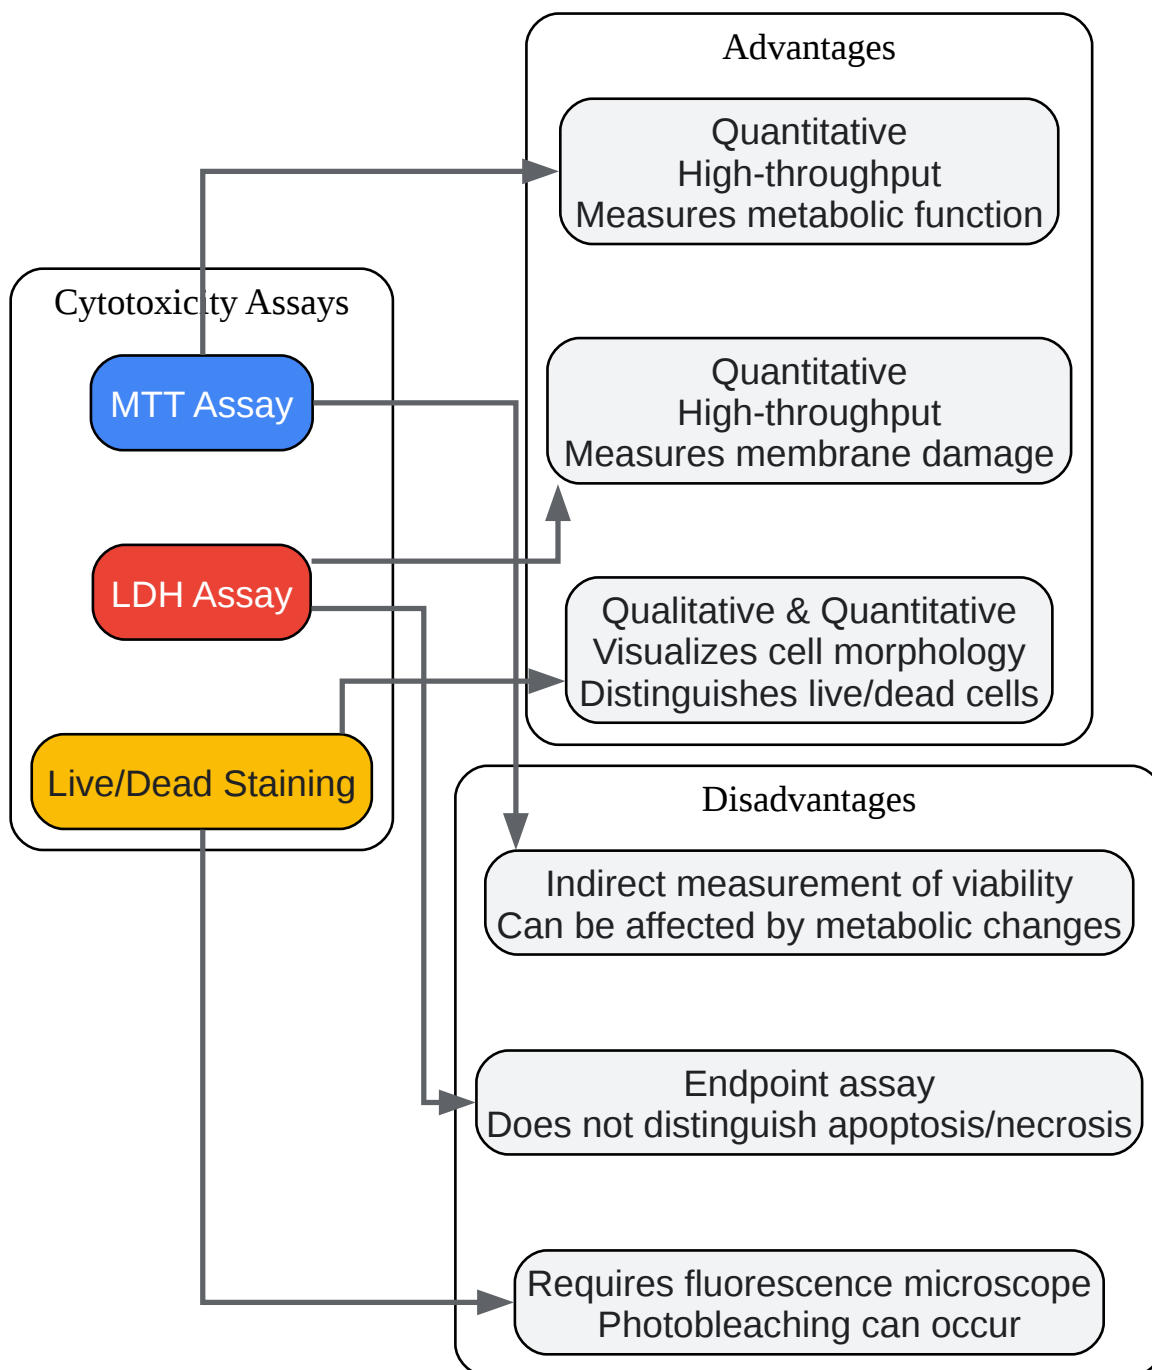 Advantages
Quantitative
High-throughput
Measures metabolic function
Cytotoxicity Assays
MTT Assay
Quantitative
High-throughput
Measures membrane damage
LDH Assay
Qualitative & Quantitative
Visualizes cell morphology
Distinguishes live/dead cells
Live/Dead Staining
Disadvantages
Indirect measurement of viability
Can be affected by metabolic changes
Endpoint assay
Does not distinguish apoptosis/necrosis
Requires fluorescence microscope
Photobleaching can occur